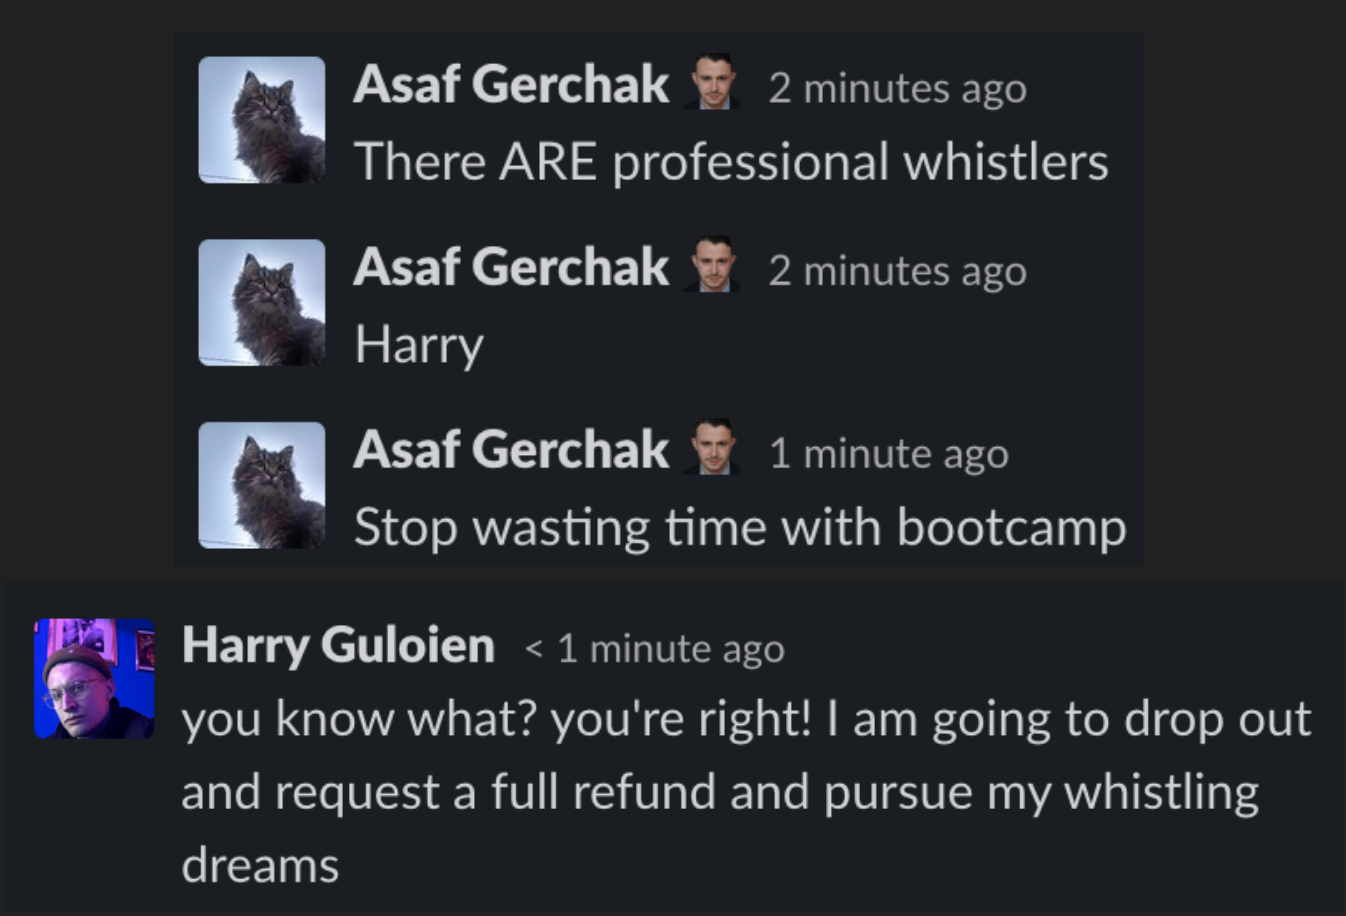 Asaf Gerchak 2 minutes ago
There ARE professional whistlers
Asaf Gerchak 2 minutes ago
Harry
Asaf Gerchak 1 minute ago
Stop wasting time with bootcamp
Harry Guloien < 1 minute ago
you know what? you're right! I am going to drop out
and request a full refund and pursue my whistling
dreams